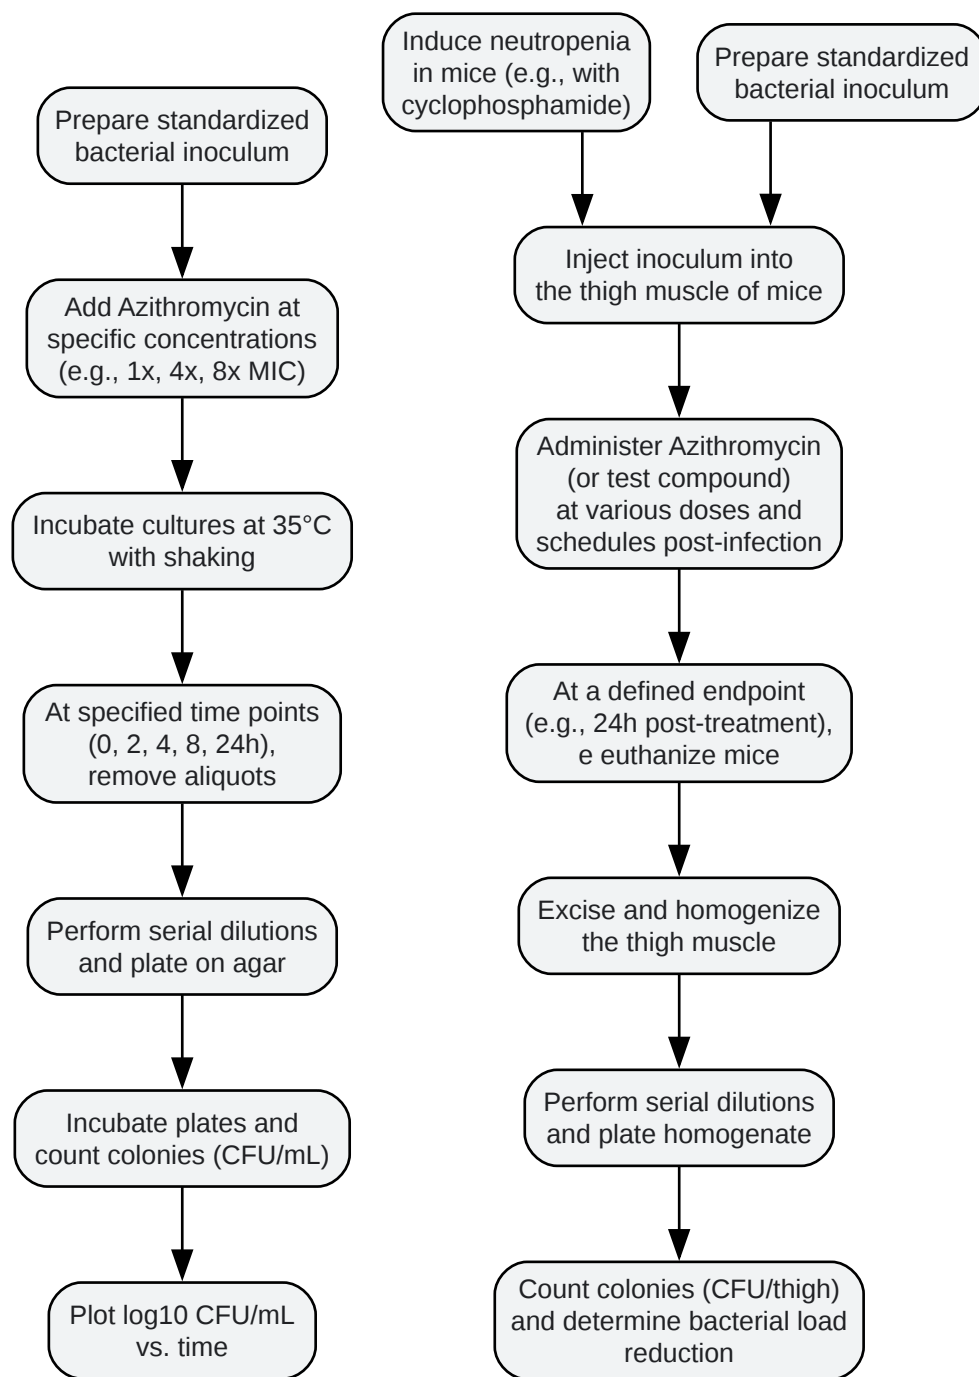 Prepare standardized
bacterial inoculum
Add Azithromycin at
specific concentrations
(e.g., 1x, 4x, 8x MIC)
Incubate cultures at 35°C
with shaking
At specified time points
(0, 2, 4, 8, 24h),
remove aliquots
Perform serial dilutions
and plate on agar
Incubate plates and
count colonies (CFU/mL)
Plot log10 CFU/mL
vs. time
Induce neutropenia
in mice (e.g., with
cyclophosphamide)
Prepare standardized
bacterial inoculum
Inject inoculum into
the thigh muscle of mice
Administer Azithromycin
(or test compound)
at various doses and
schedules post-infection
At a defined endpoint
(e.g., 24h post-treatment),
e euthanize mice
Excise and homogenize
the thigh muscle
Perform serial dilutions
and plate homogenate
Count colonies (CFU/thigh)
and determine bacterial load
reduction